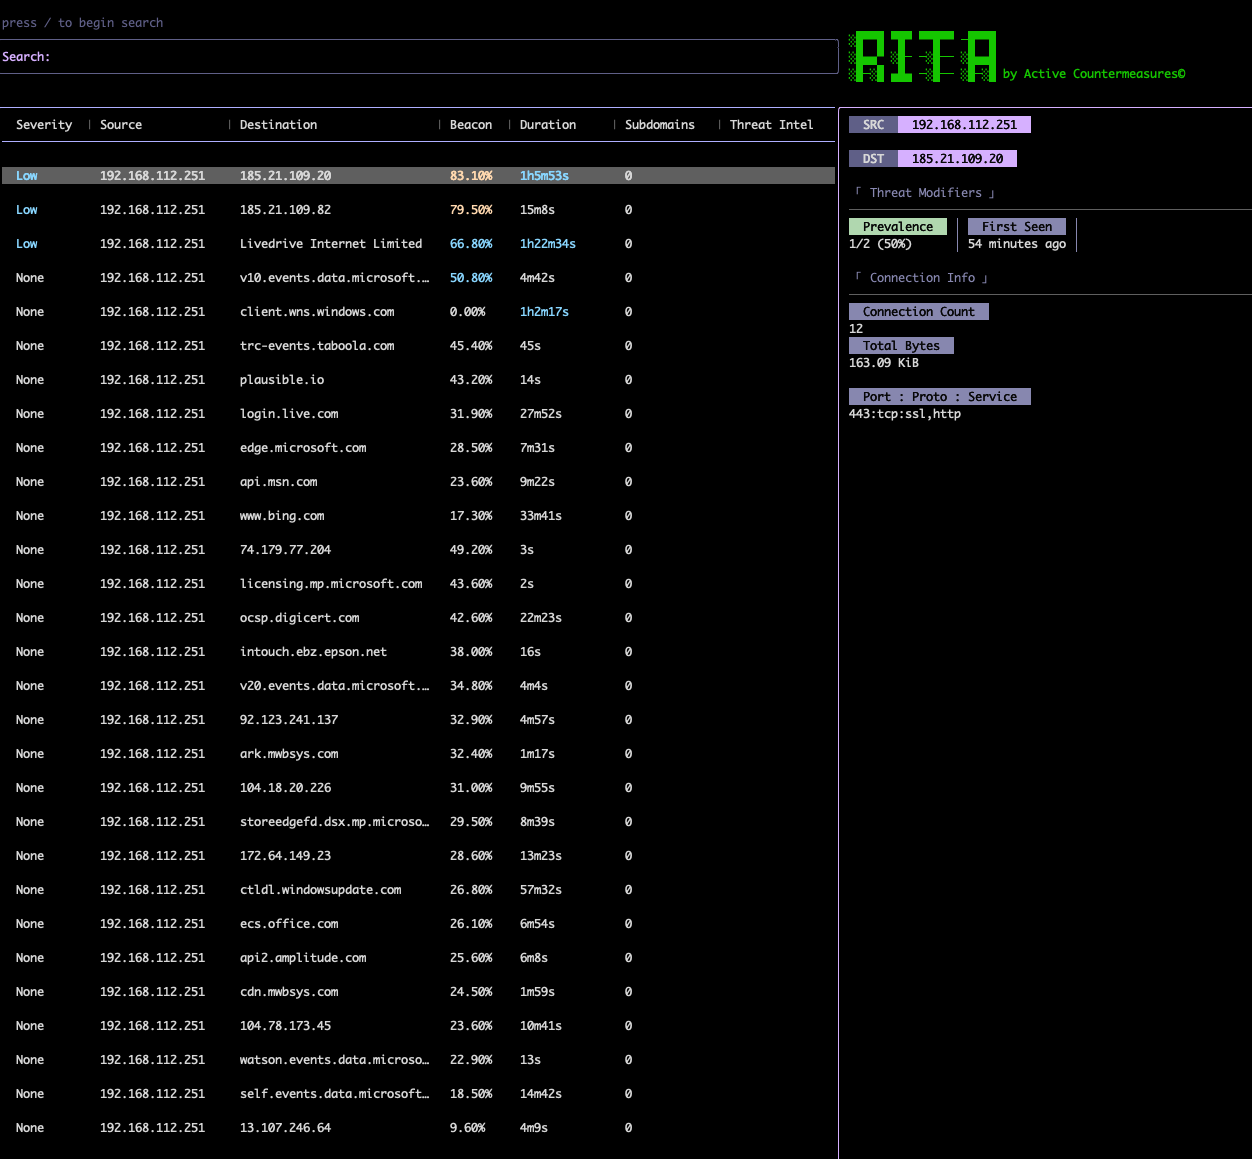 press / to begin search
Search:
RITA by Active Countermeasures©
Severity | Source | Destination | Beacon | Duration | Subdomains | Threat Intel
Low 192.168.112.251 185.21.109.20 83.10% 1h5m53s 0
Low 192.168.112.251 185.21.109.82 79.50% 15m8s 0
Low 192.168.112.251 Livedrive Internet Limited 66.80% 1h22m34s 0
None 192.168.112.251 v10.events.data.microsoft.… 50.80% 4m42s 0
None 192.168.112.251 client.wns.windows.com 0.00% 1h2m17s 0
None 192.168.112.251 trc-events.taboola.com 45.40% 45s 0
None 192.168.112.251 plausible.io 43.20% 14s 0
None 192.168.112.251 login.live.com 31.90% 27m52s 0
None 192.168.112.251 edge.microsoft.com 28.50% 7m31s 0
None 192.168.112.251 api.msn.com 23.60% 9m22s 0
None 192.168.112.251 www.bing.com 17.30% 33m41s 0
None 192.168.112.251 74.179.77.204 49.20% 3s 0
None 192.168.112.251 licensing.mp.microsoft.com 43.60% 2s 0
None 192.168.112.251 ocsp.digicert.com 42.60% 22m23s 0
None 192.168.112.251 intouch.ebz.epson.net 38.00% 16s 0
None 192.168.112.251 v20.events.data.microsoft.… 34.80% 4m4s 0
None 192.168.112.251 92.123.241.137 32.90% 4m57s 0
None 192.168.112.251 ark.mwbsys.com 32.40% 1m17s 0
None 192.168.112.251 104.18.20.226 31.00% 9m55s 0
None 192.168.112.251 storeedgefd.dsx.mp.microso… 29.50% 8m39s 0
None 192.168.112.251 172.64.149.23 28.60% 13m23s 0
None 192.168.112.251 ctldl.windowsupdate.com 26.80% 57m32s 0
None 192.168.112.251 ecs.office.com 26.10% 6m54s 0
None 192.168.112.251 api2.amplitude.com 25.60% 6m8s 0
None 192.168.112.251 cdn.mwbsys.com 24.50% 1m59s 0
None 192.168.112.251 104.78.173.45 23.60% 10m41s 0
None 192.168.112.251 watson.events.data.microso… 22.90% 13s 0
None 192.168.112.251 self.events.data.microsoft… 18.50% 14m42s 0
None 192.168.112.251 13.107.246.64 9.60% 4m9s 0
SRC 192.168.112.251
DST 185.21.109.20
「 Threat Modifiers 」
Prevalence | First Seen
1/2 (50%) | 54 minutes ago
「 Connection Info 」
Connection Count
12
Total Bytes
163.09 KiB
Port : Proto : Service
443:tcp:ssl,http